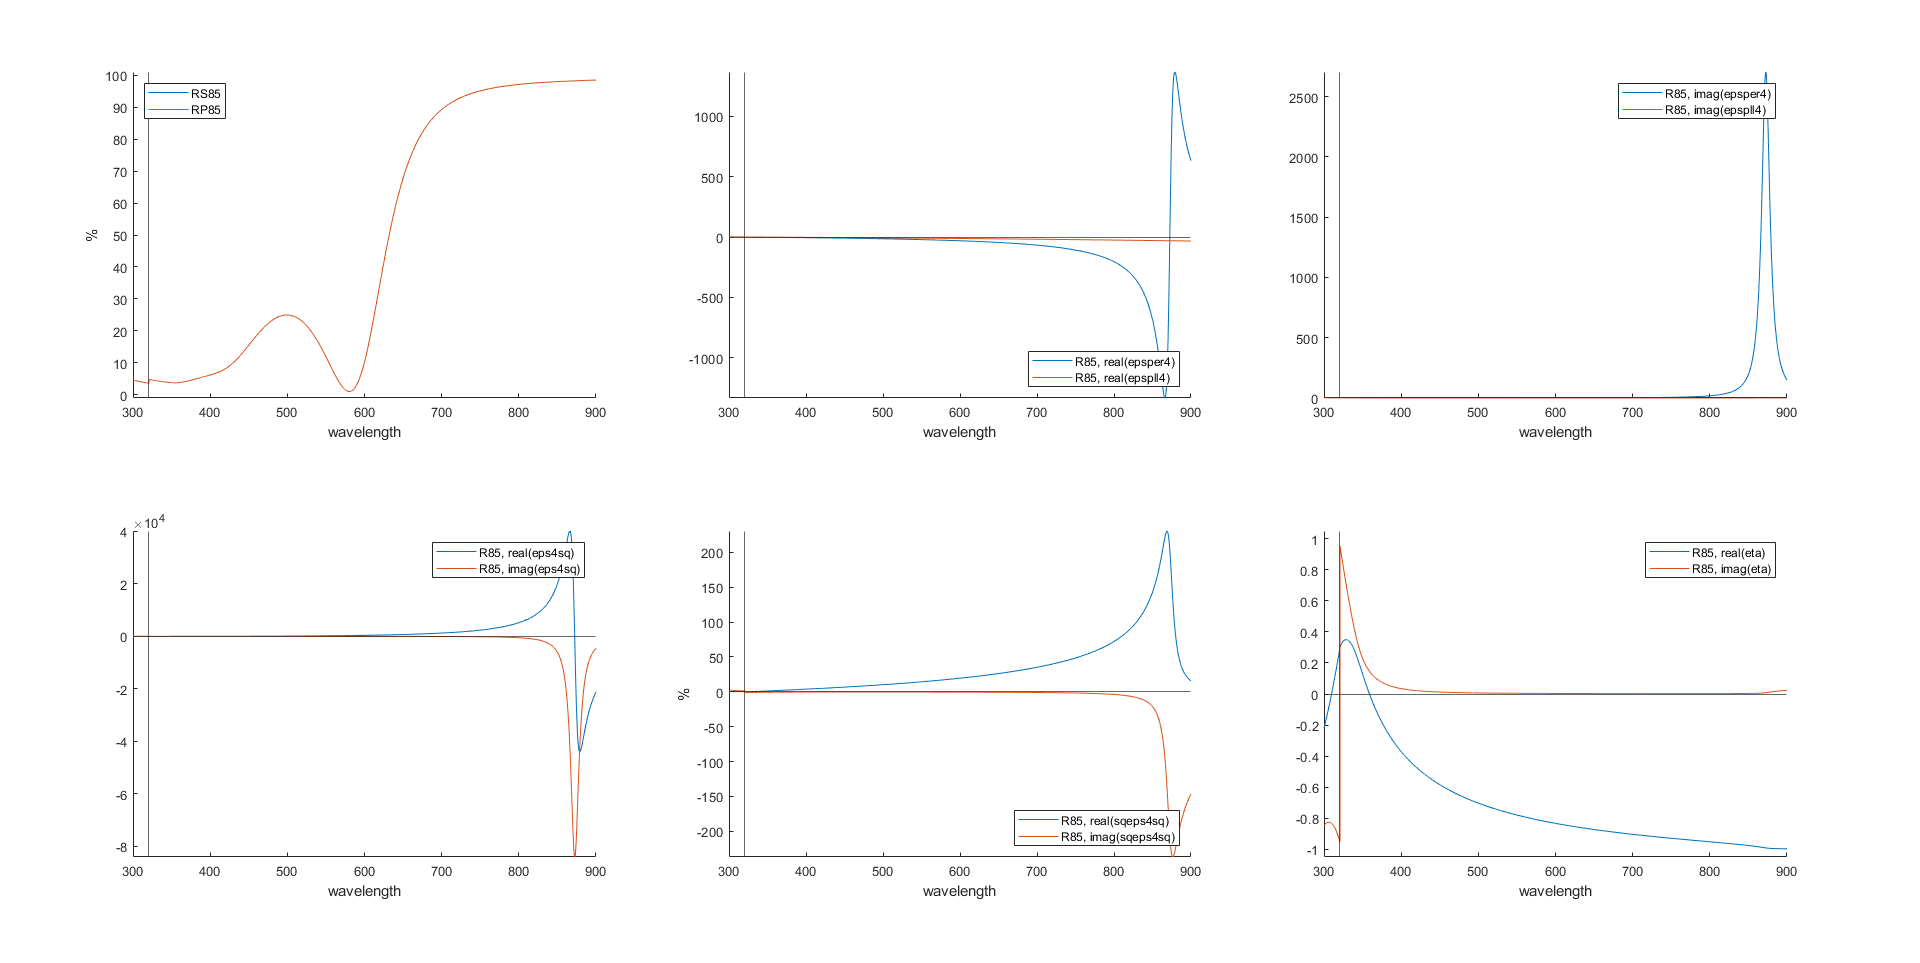 RS85
RP85
100
90
80
70
60
50
40
30
20
10
0
%
300 400 500 600 700 800 900
wavelength
1000
500
0
-500
-1000
R85, real(epsper4)
R85, real(epspll4)
300 400 500 600 700 800 900
wavelength
R85, imag(epsper4)
R85, imag(epspll4)
2500
2000
1500
1000
500
0
300 400 500 600 700 800 900
wavelength
×10^4
R85, real(eps4sq)
R85, imag(eps4sq)
4
2
0
-2
-4
-6
-8
300 400 500 600 700 800 900
wavelength
200
150
100
50
0
-50
-100
-150
-200
%
R85, real(sqeps4sq)
R85, imag(sqeps4sq)
300 400 500 600 700 800 900
wavelength
R85, real(eta)
R85, imag(eta)
1
0.8
0.6
0.4
0.2
0
-0.2
-0.4
-0.6
-0.8
-1
300 400 500 600 700 800 900
wavelength